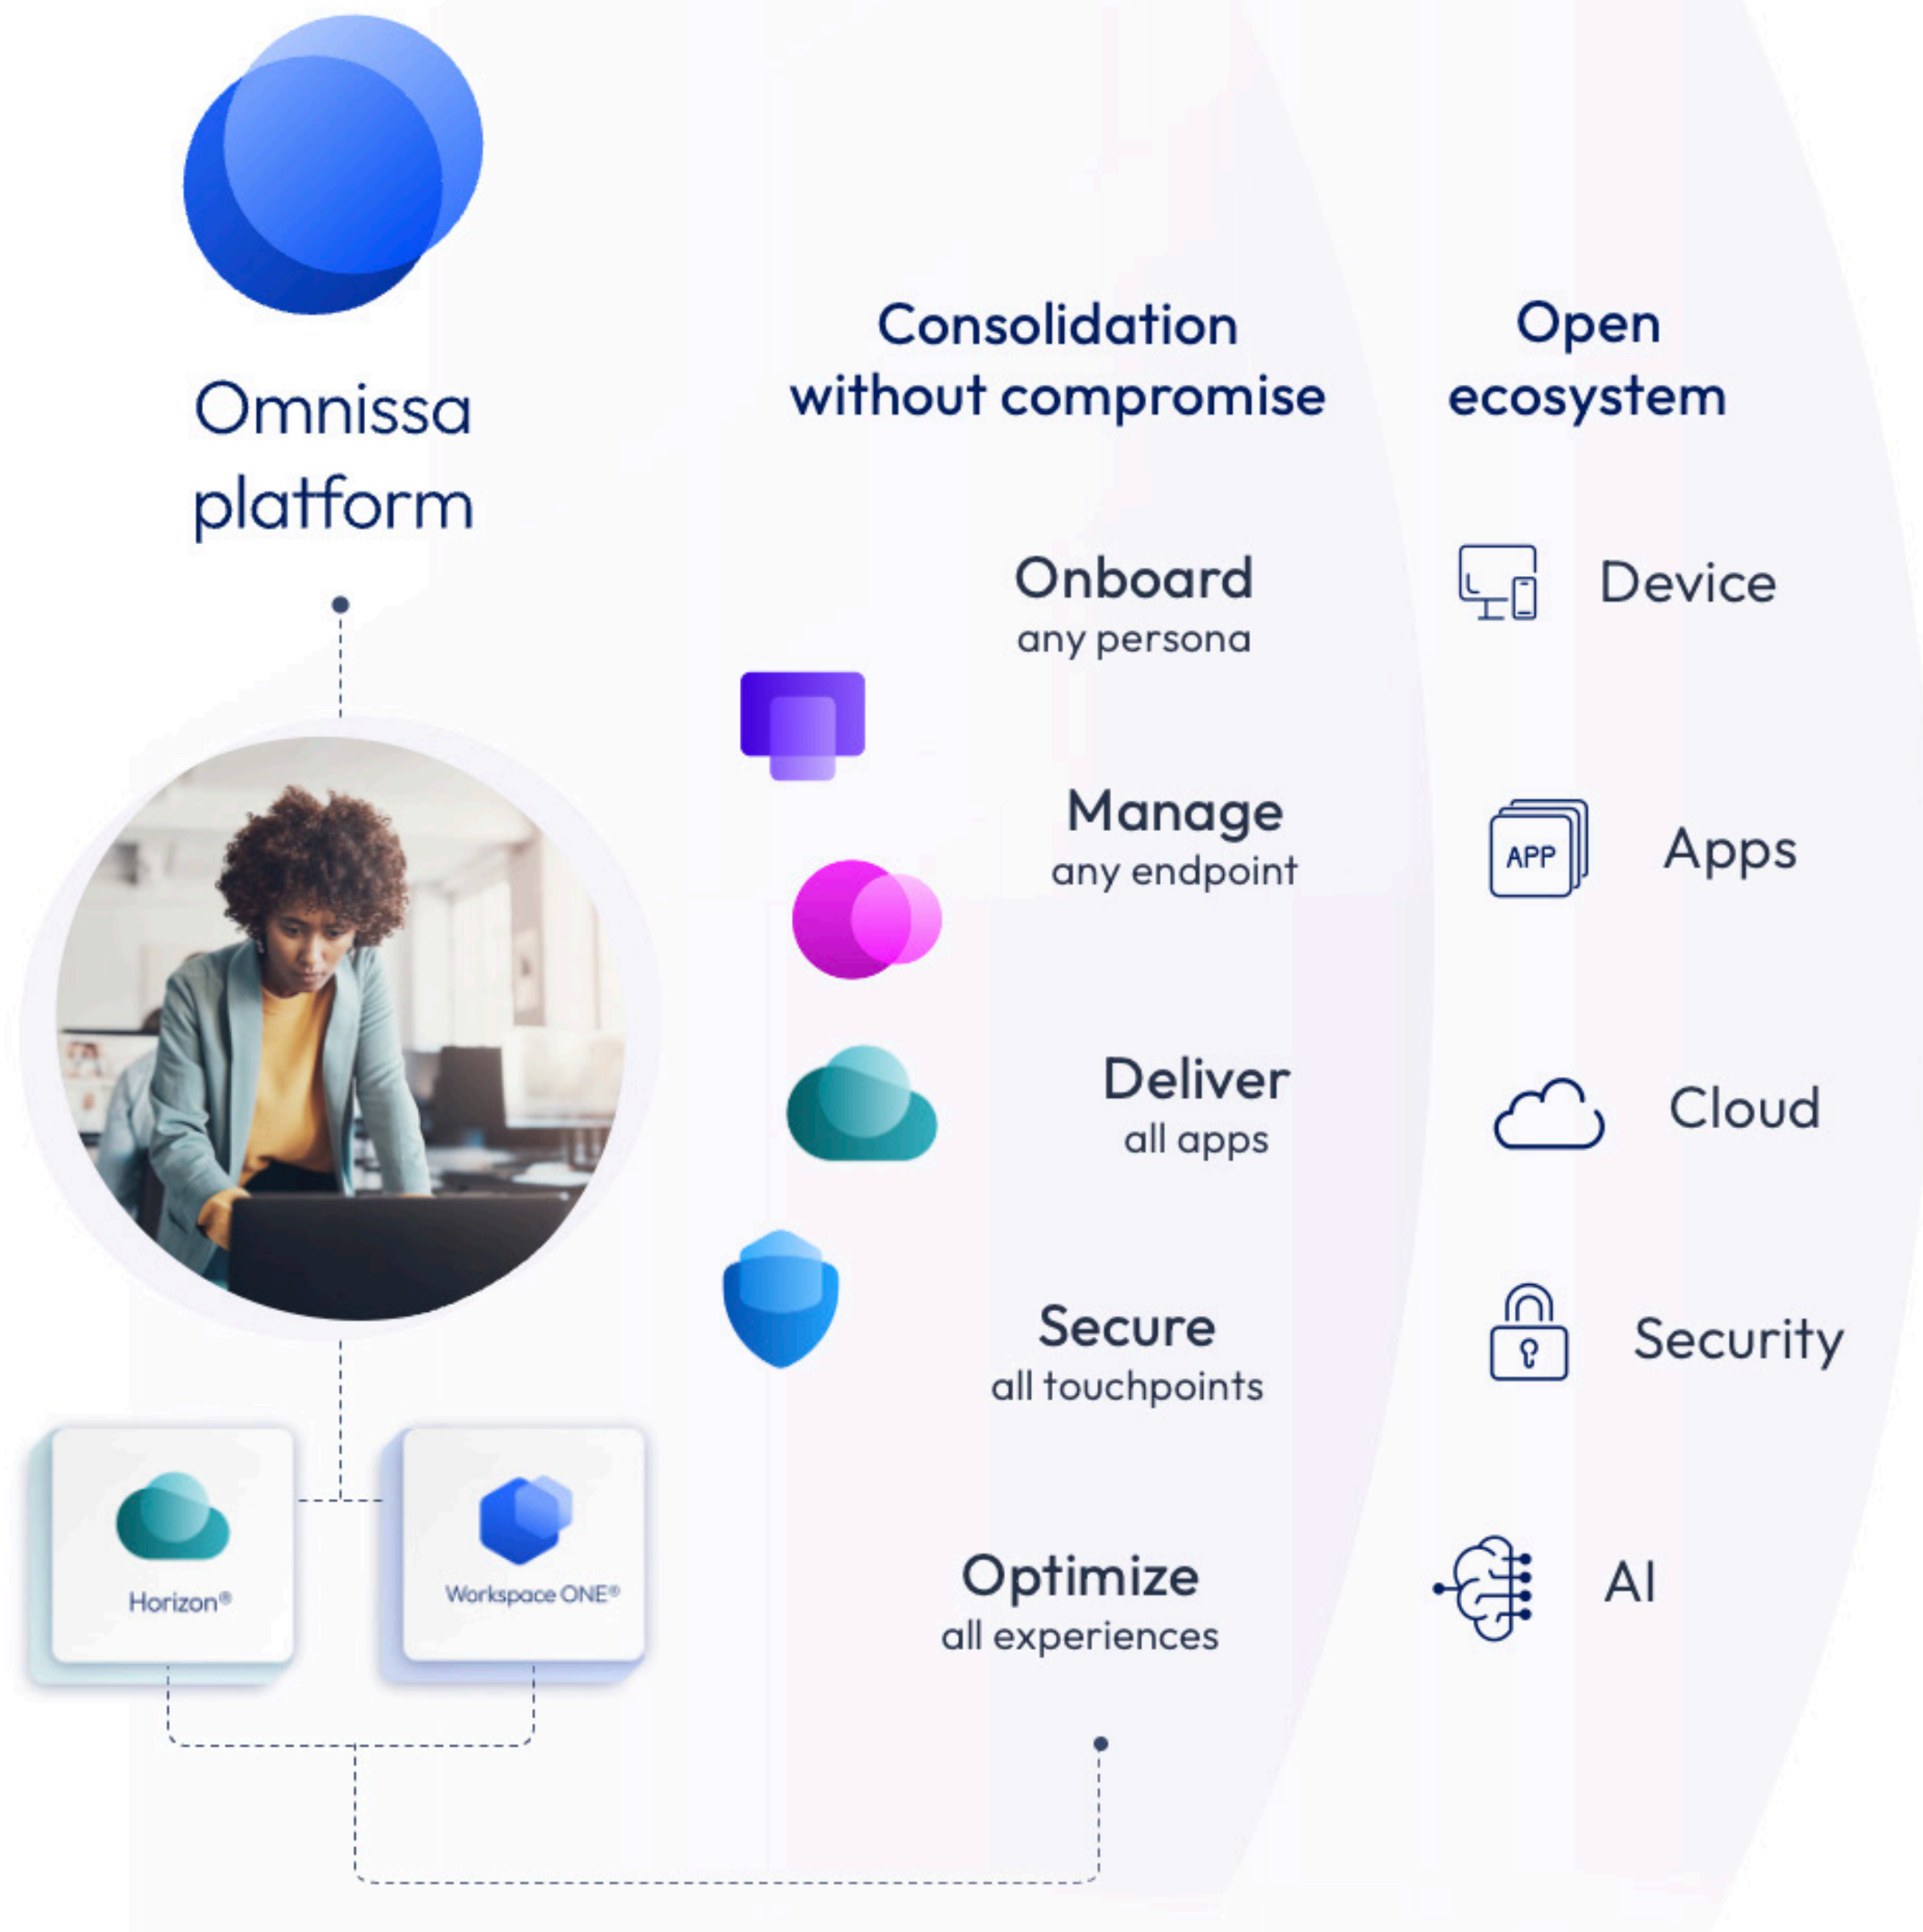 Omnissa
platform
Horizon®
Workspace ONE®
Consolidation
without compromise
Onboard
any persona
Manage
any endpoint
Deliver
all apps
Secure
all touchpoints
Optimize
all experiences
Open
ecosystem
Device
APP
Apps
Cloud
Security
AI